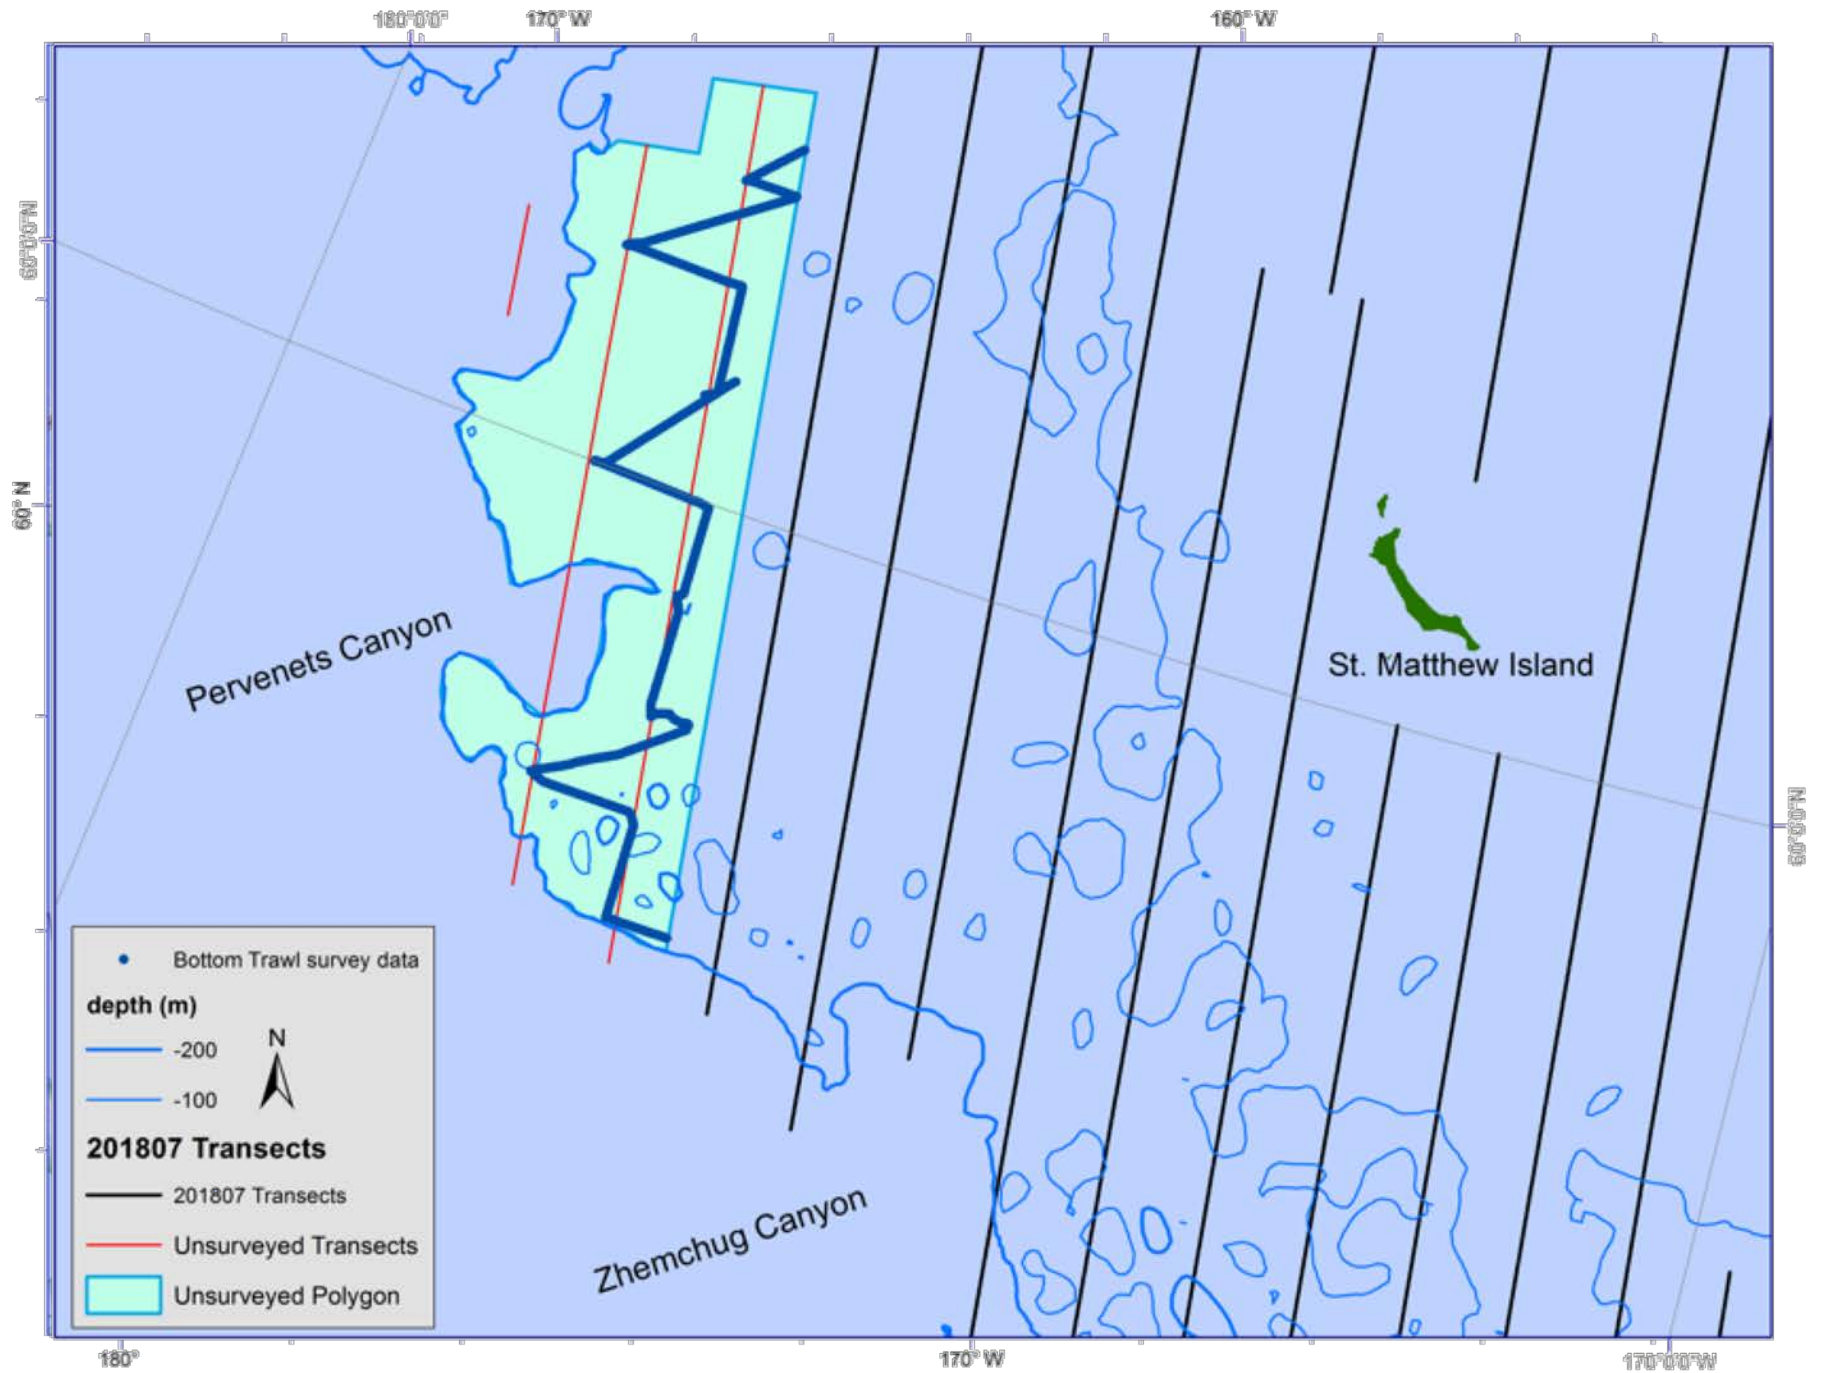 180°0'0" 170° W 160° W
60°0'0"N
60° N
Pervenets Canyon
St. Matthew Island
60°0'0"N
Bottom Trawl survey data
depth (m)
-200
N
-100
201807 Transects
201807 Transects
Unsurveyed Transects
Unsurveyed Polygon
Zhemchug Canyon
180° 170° W 170°0'0"W